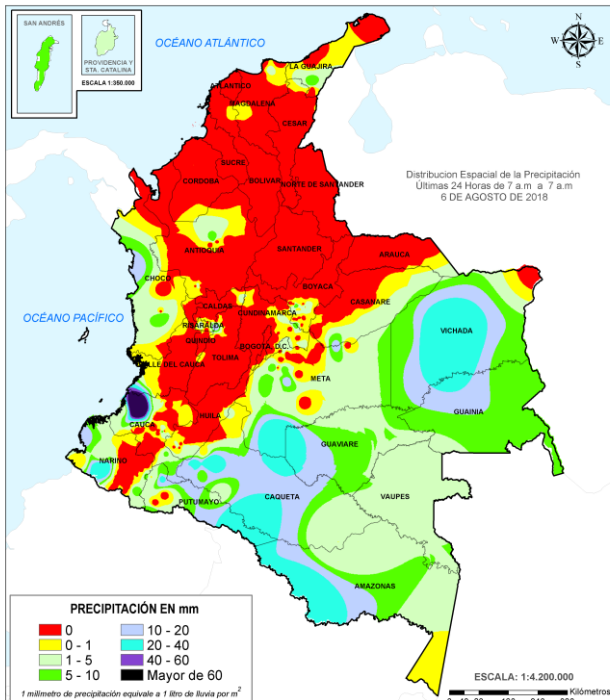 SAN ANDRÉS
PROVIDENCIA Y
STA. CATALINA
ESCALA 1:350.000
OCÉANO ATLÁNTICO
N
W E
S
LA GUAJIRA
ATLANTICO
MAGDALENA
CESAR
Distribucion Espacial de la Precipitación
Últimas 24 Horas de 7 a.m a 7 a.m
6 DE AGOSTO DE 2018
SUCRE
CORDOBA
BOLIVAR
NORTE DE SANTANDER
ANTIOQUIA
SANTANDER
ARAUCA
CHOCO
BOYACA
CASANARE
OCÉANO PACÍFICO
CALDAS
CUNDINAMARCA
RISARALDA
VICHADA
QUINDIO
BOGOTA, D.C.
TOLIMA
VALLE DEL CAUCA
META
GUAINIA
HUILA
CAUCA
GUAVIARE
NARIÑO
CAQUETA
VAUPES
PUTUMAYO
AMAZONAS
PRECIPITACIÓN EN mm
0
0 - 1
1 - 5
5 - 10
10 - 20
20 - 40
40 - 60
Mayor de 60
1 milímetro de precipitación equivale a 1 litro de lluvia por m²
ESCALA: 1:4.200.000
Kilómetros